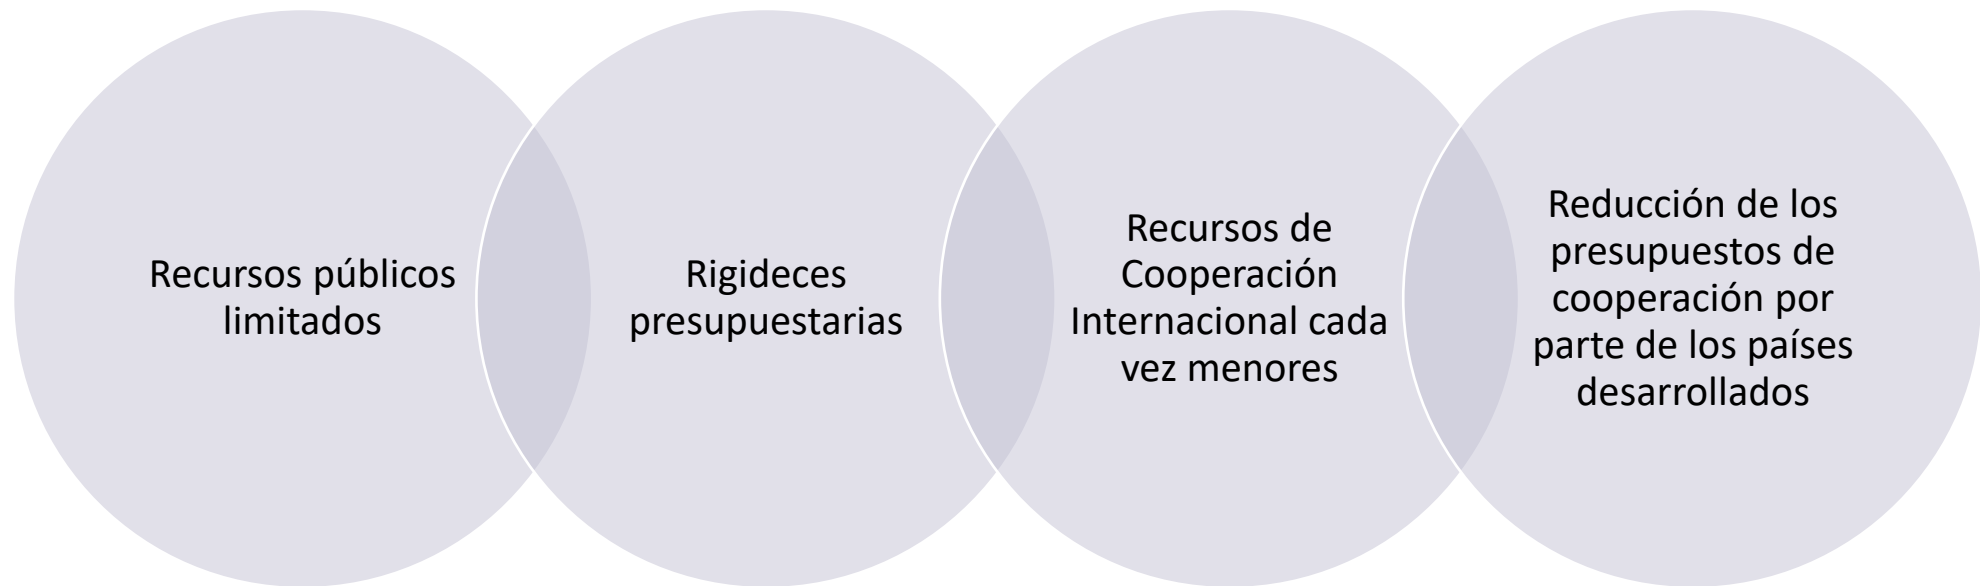 Recursos públicos
limitados
Rigideces
presupuestarias
Recursos de
Cooperación
Internacional cada
vez menores
Reducción de los
presupuestos de
cooperación por
parte de los países
desarrollados